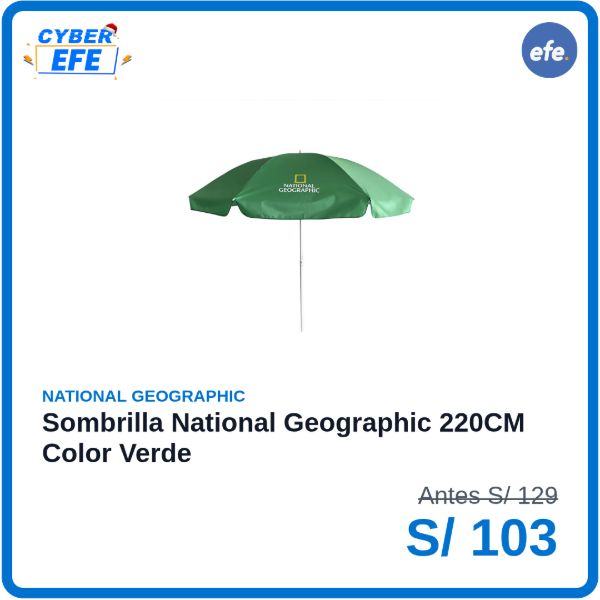 CYBER
EFE
efe.
NATIONAL
GEOGRAPHIC
NATIONAL GEOGRAPHIC
Sombrilla National Geographic 220CM
Color Verde
Antes S/ 129
S/ 103